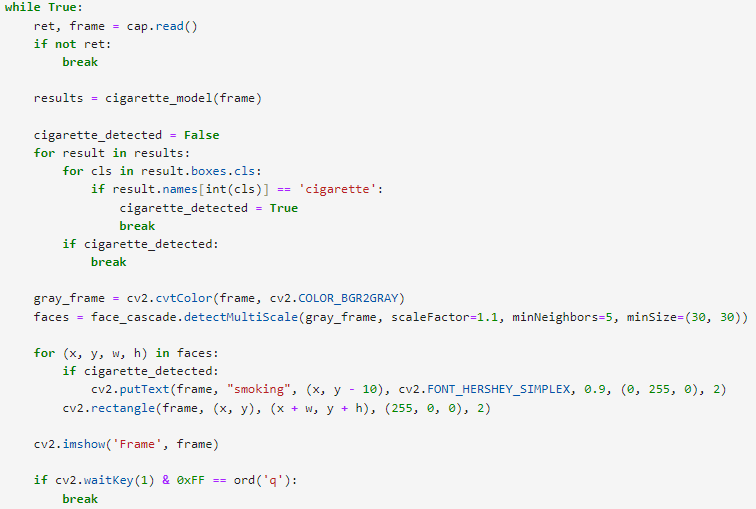 while True:
    ret, frame = cap.read()
    if not ret:
        break

    results = cigarette_model(frame)

    cigarette_detected = False
    for result in results:
        for cls in result.boxes.cls:
            if result.names[int(cls)] == 'cigarette':
                cigarette_detected = True
                break
        if cigarette_detected:
            break

    gray_frame = cv2.cvtColor(frame, cv2.COLOR_BGR2GRAY)
    faces = face_cascade.detectMultiScale(gray_frame, scaleFactor=1.1, minNeighbors=5, minSize=(30, 30))

    for (x, y, w, h) in faces:
        if cigarette_detected:
            cv2.putText(frame, "smoking", (x, y - 10), cv2.FONT_HERSHEY_SIMPLEX, 0.9, (0, 255, 0), 2)
        cv2.rectangle(frame, (x, y), (x + w, y + h), (255, 0, 0), 2)

    cv2.imshow('Frame', frame)

    if cv2.waitKey(1) & 0xFF == ord('q'):
        break